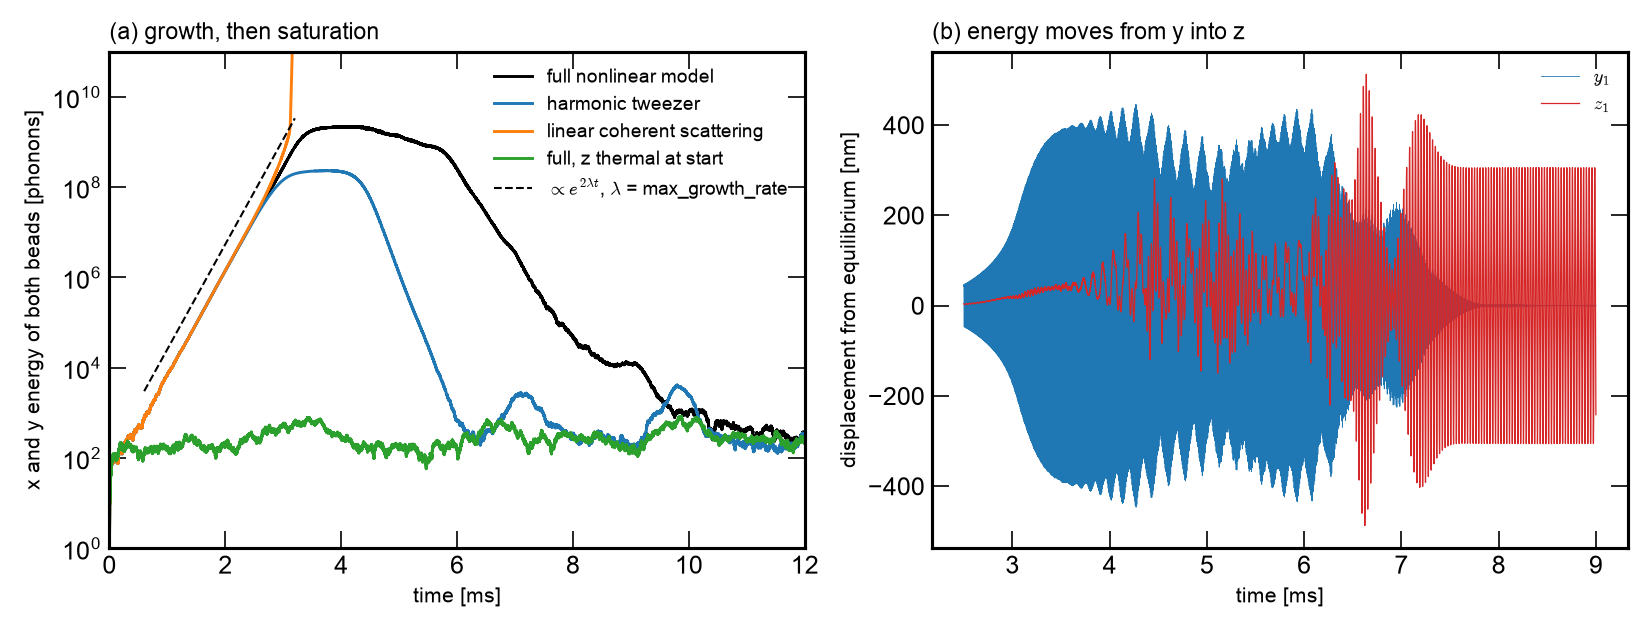 (a) growth, then saturation
x and y energy of both beads [phonons]
10^10
10^8
10^6
10^4
10^2
10^0
full nonlinear model
harmonic tweezer
linear coherent scattering
full, z thermal at start
∝ e^{2λt}, λ = max_growth_rate
0 2 4 6 8 10 12
time [ms]
(b) energy moves from y into z
displacement from equilibrium [nm]
400
200
0
−200
−400
y₁
z₁
3 4 5 6 7 8 9
time [ms]